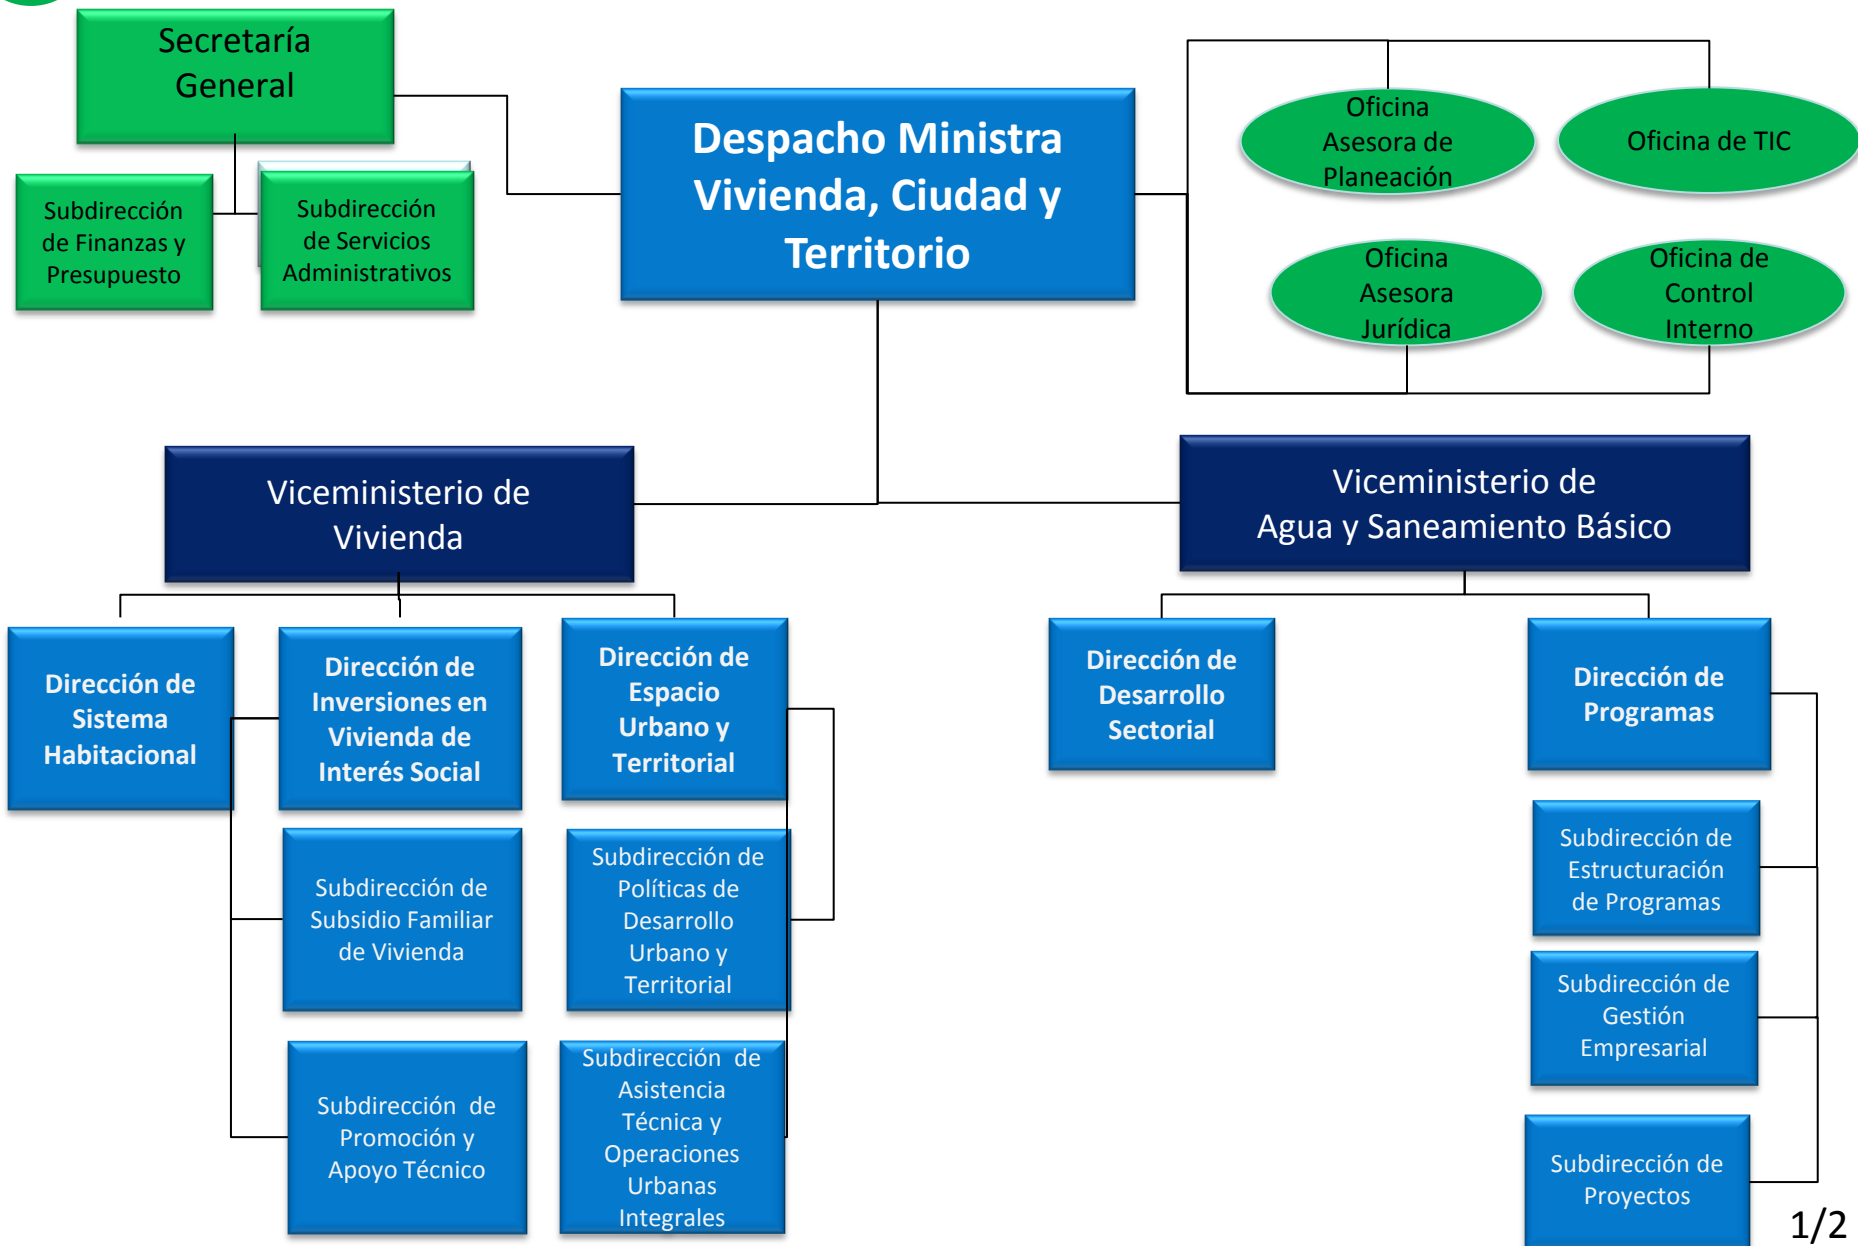 Secretaría
General
Subdirección
de Finanzas y
Presupuesto
Subdirección
de Servicios
Administrativos
Despacho Ministra
Vivienda, Ciudad y
Territorio
Oficina
Asesora de
Planeación
Oficina de TIC
Oficina
Asesora
Jurídica
Oficina de
Control
Interno
Viceministerio de
Vivienda
Viceministerio de
Agua y Saneamiento Básico
Dirección de
Sistema
Habitacional
Dirección de
Inversiones en
Vivienda de
Interés Social
Dirección de
Espacio
Urbano y
Territorial
Dirección de
Desarrollo
Sectorial
Dirección de
Programas
Subdirección de
Subsidio Familiar
de Vivienda
Subdirección de
Políticas de
Desarrollo
Urbano y
Territorial
Subdirección de
Estructuración
de Programas
Subdirección de
Gestión
Empresarial
Subdirección de
Promoción y
Apoyo Técnico
Subdirección de
Asistencia
Técnica y
Operaciones
Urbanas
Integrales
Subdirección de
Proyectos
1/2